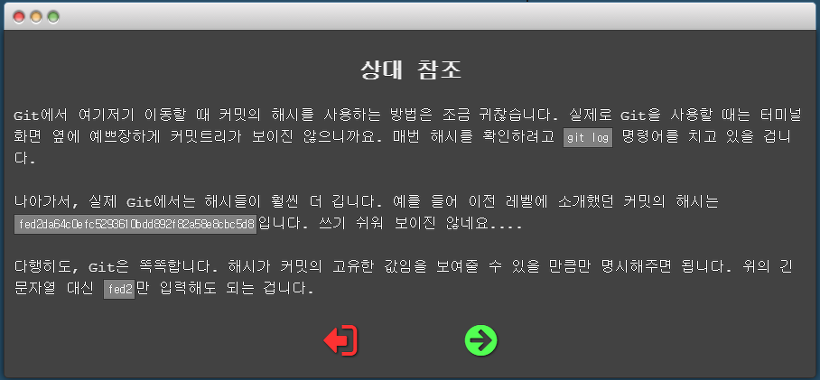 상대 참조
Git에서 여기저기 이동할 때 커밋의 해시를 사용하는 방법은 조금 귀찮습니다. 실제로 Git을 사용할 때는 터미널
화면 옆에 예쁘장하게 커밋트리가 보이진 않으니까요. 매번 해시를 확인하려고 git log 명령어를 치고 있을 겁니
다.
나아가서, 실제 Git에서는 해시들이 훨씬 더 깁니다. 예를 들어 이전 레벨에 소개했던 커밋의 해시는
fed2da64c0efc5293610bdd892f82a58e8cbc5d8입니다. 쓰기 쉬워 보이진 않네요....
다행히도, Git은 똑똑합니다. 해시가 커밋의 고유한 값임을 보여줄 수 있을 만큼만 명시해주면 됩니다. 위의 긴
문자열 대신 fed2만 입력해도 되는 겁니다.